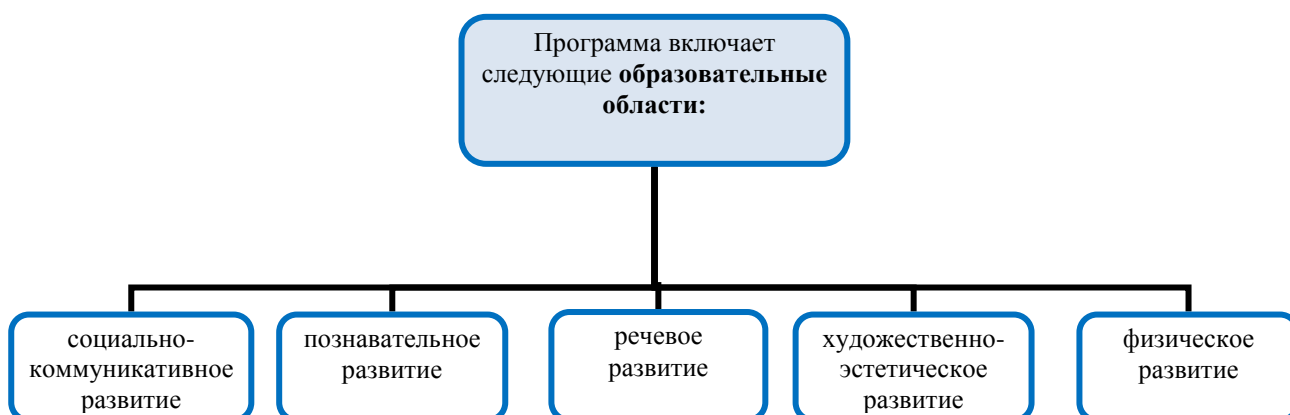 Программа включает
следующие образовательные
области:
социально-
коммуникативное
развитие
познавательное
развитие
речевое
развитие
художественно-
эстетическое
развитие
физическое
развитие